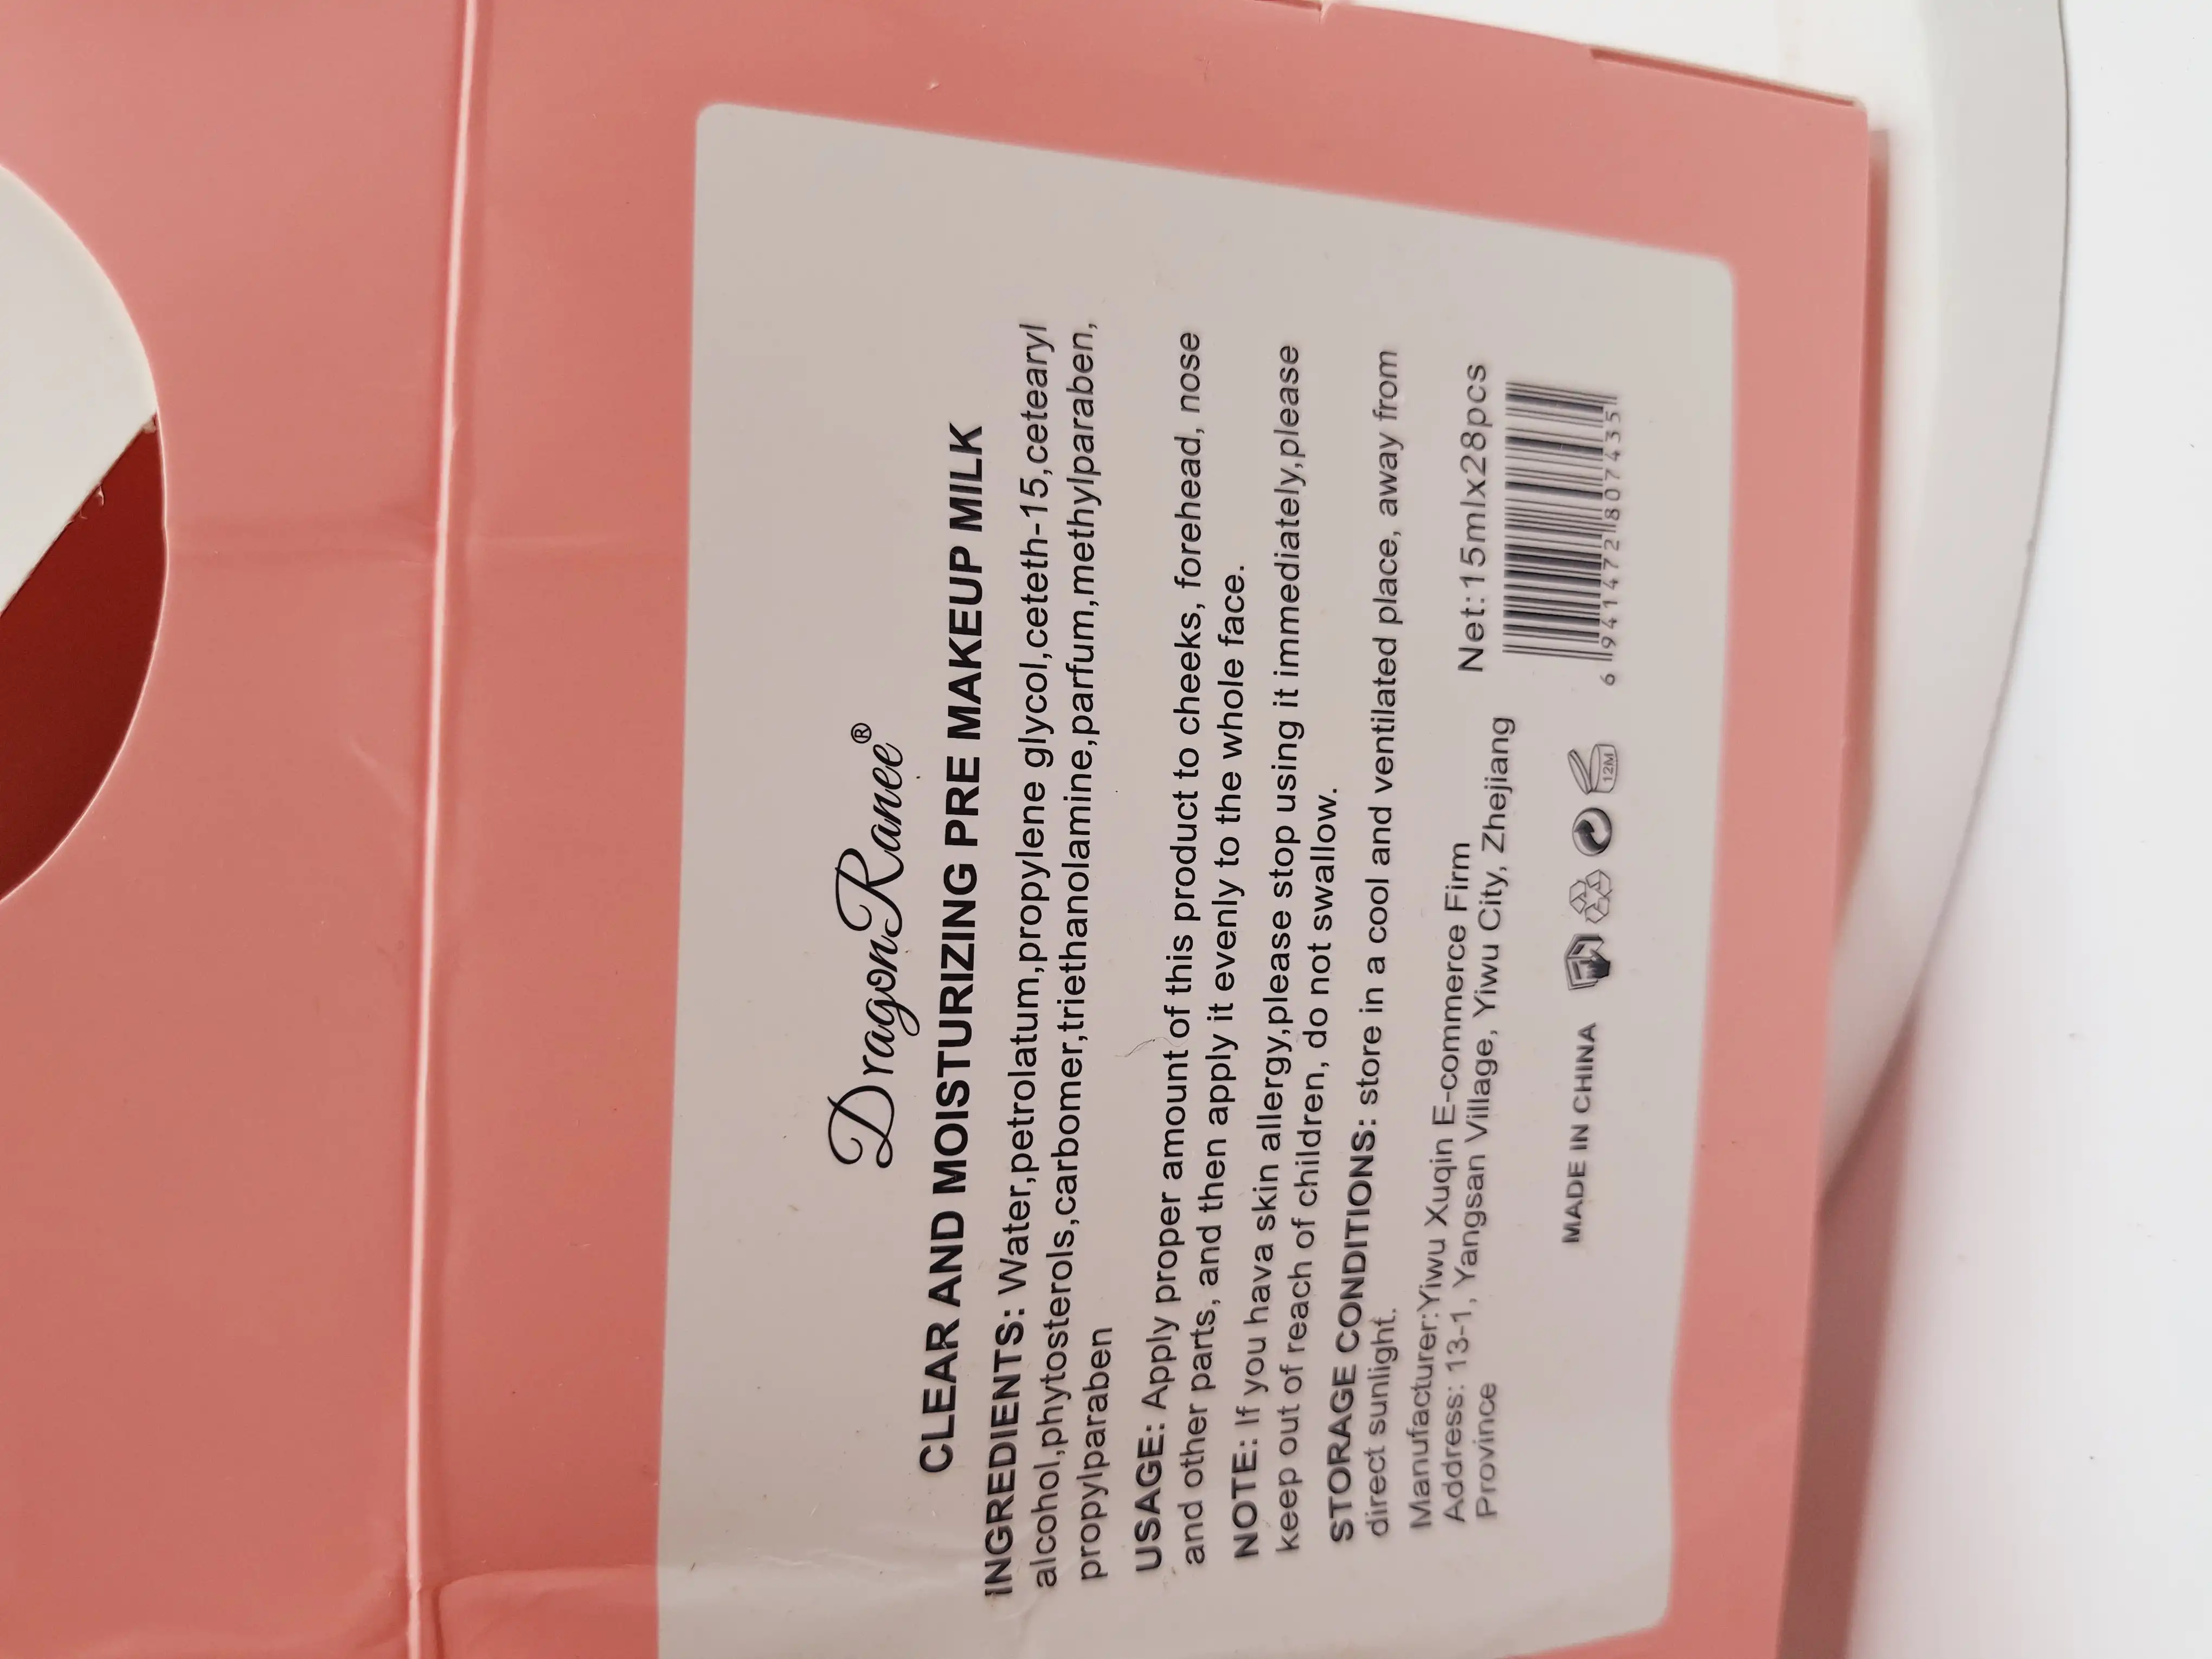 DragonRanee®
CLEAR AND MOISTURIZING PRE MAKEUP MILK
INGREDIENTS: Water,petrolatum,propylene glycol,ceteth-15,cetearyl
alcohol,phytosterols,carbomer,triethanolamine,parfum,methylparaben,
propylparaben
USAGE: Apply proper amount of this product to cheeks, forehead, nose
and other parts, and then apply it evenly to the whole face.
NOTE: If you hava skin allergy,please stop using it immediately,please
keep out of reach of children, do not swallow.
STORAGE CONDITIONS: store in a cool and ventilated place, away from
direct sunlight.
Manufacturer:Yiwu Xuqin E-commerce Firm
Address: 13-1, Yangsan Village, Yiwu City, Zhejiang
Province
Net:15mlx28pcs
MADE IN CHINA
12M
6 941472 807435